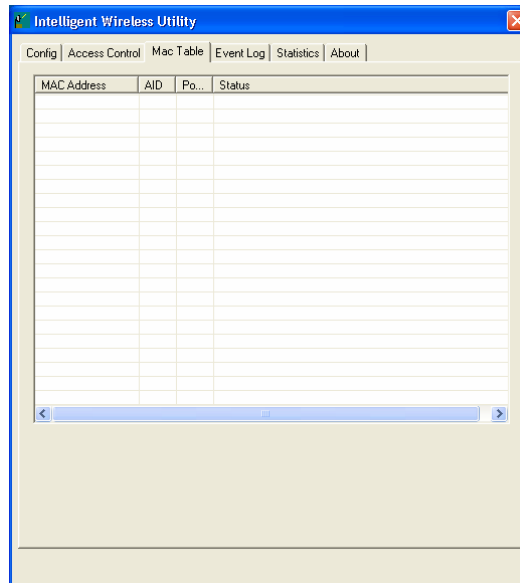 Intelligent Wireless Utility
Config Access Control Mac Table Event Log Statistics About
MAC Address AID Po... Status